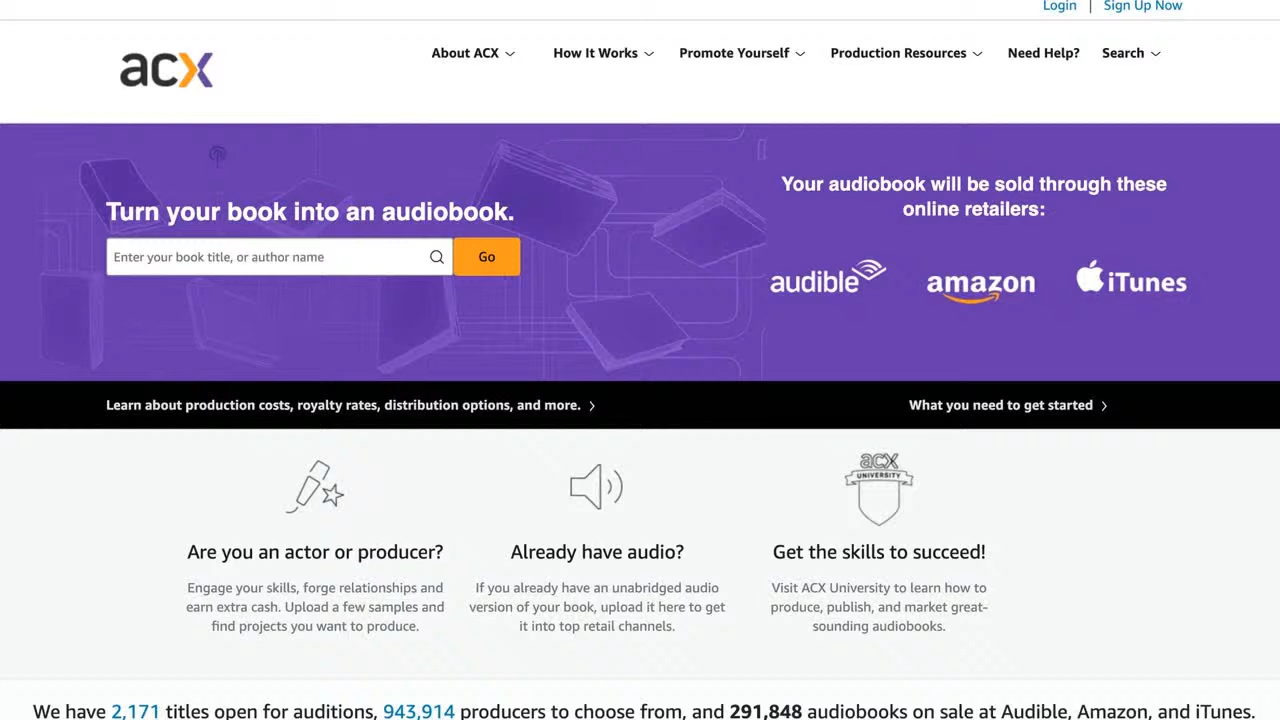 Login | Sign Up Now
acx
About ACX
How It Works
Promote Yourself
Production Resources
Need Help?
Search
Turn your book into an audiobook.
Enter your book title, or author name
Go
Your audiobook will be sold through these
online retailers:
audible
amazon
iTunes
Learn about production costs, royalty rates, distribution options, and more.
What you need to get started
acx
UNIVERSITY
Are you an actor or producer?
Engage your skills, forge relationships and
earn extra cash. Upload a few samples and
find projects you want to produce.
Already have audio?
If you already have an unabridged audio
version of your book, upload it here to get
it into top retail channels.
Get the skills to succeed!
Visit ACX University to learn how to
produce, publish, and market great-
sounding audiobooks.
We have 2,171 titles open for auditions, 943,914 producers to choose from, and 291,848 audiobooks on sale at Audible, Amazon, and iTunes.